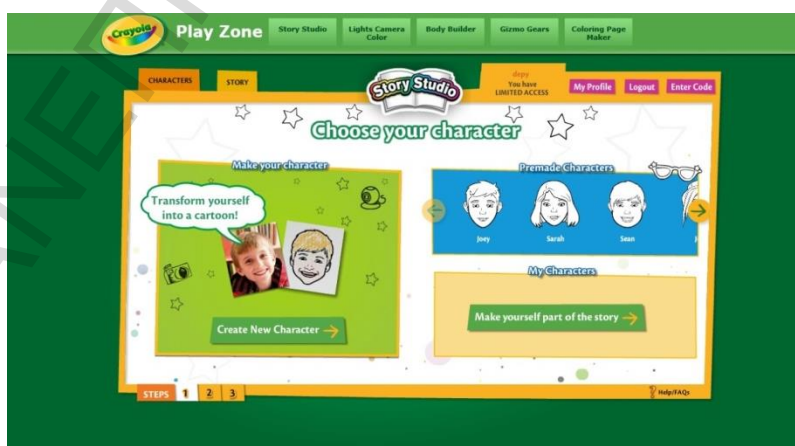 Crayola
Play Zone
Story Studio
Lights Camera
Color
Body Builder
Gizmo Gears
Coloring Page
Maker
CHARACTERS
STORY
Story Studio
depy
You have
LIMITED ACCESS
My Profile
Logout
Enter Code
Choose your character
Make your character
Transform yourself
into a cartoon!
Create New Character
Premade Characters
Joey
Sarah
Sean
J
My Characters
Make yourself part of the story
STEPS 1 2 3
Help/FAQs